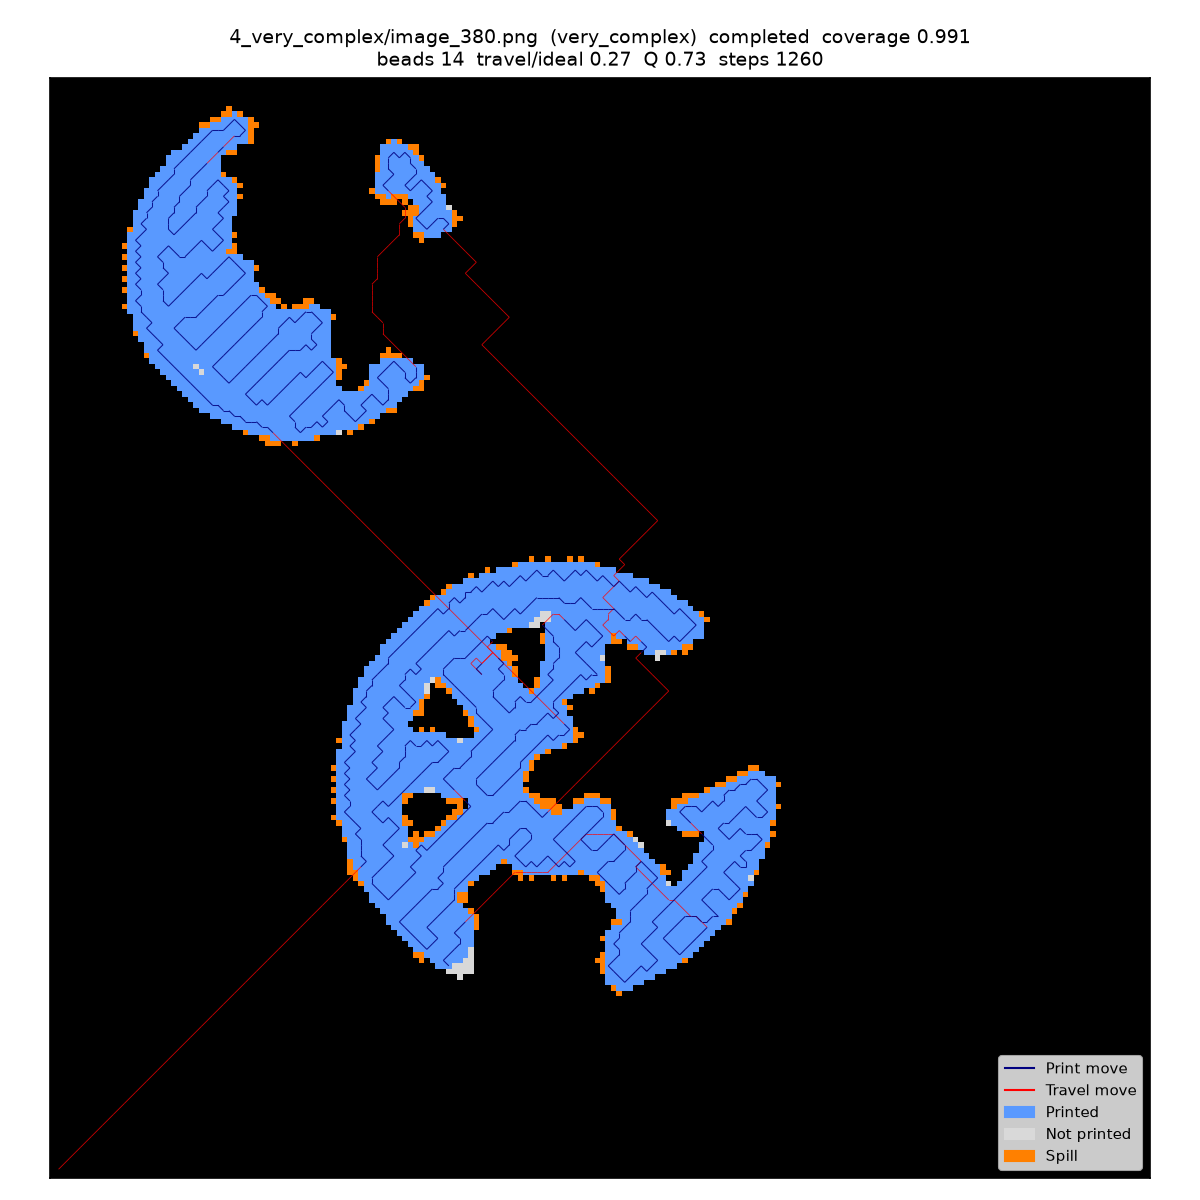 4_very_complex/image_380.png  (very_complex)  completed  coverage 0.991
beads 14  travel/ideal 0.27  Q 0.73  steps 1260
Print move
Travel move
Printed
Not printed
Spill